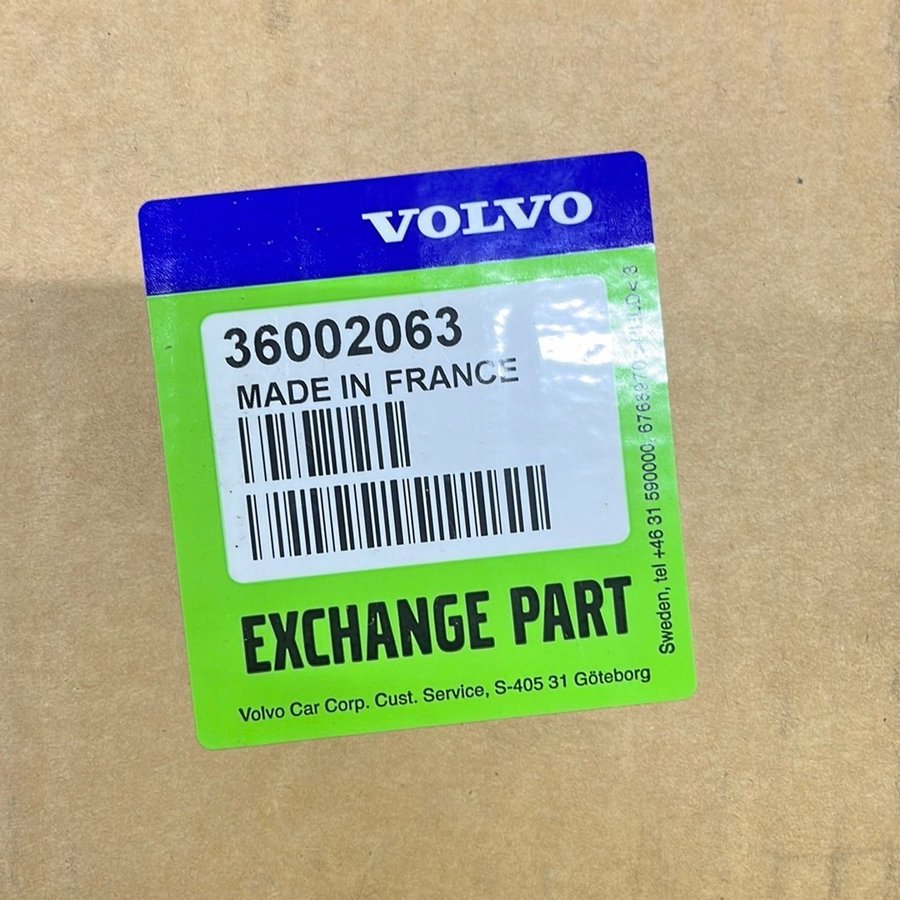 VOLVO
36002063
MADE IN FRANCE
EXCHANGE PART
Volvo Car Corp. Cust. Service, S-405 31 Göteborg
Sweden, tel +46 31 590000,